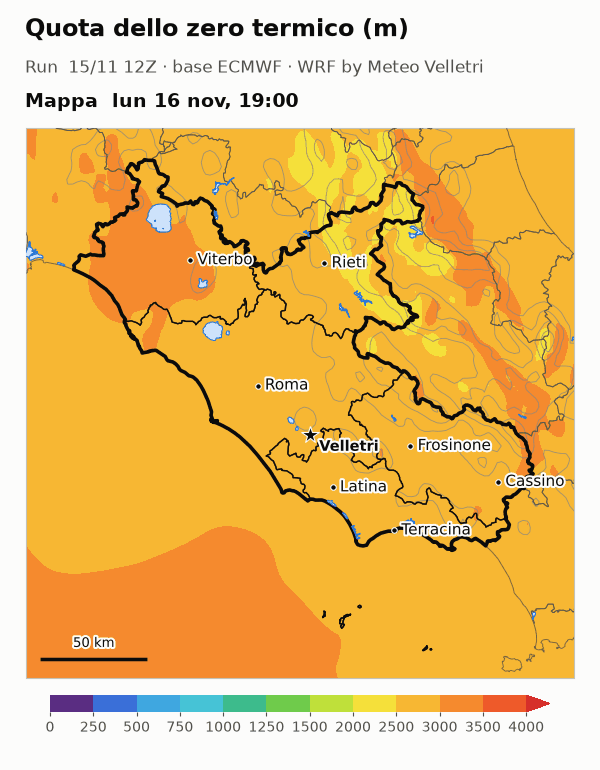 Quota dello zero termico (m)
Run  15/11 12Z · base ECMWF · WRF by Meteo Velletri
Mappa  lun 16 nov, 19:00
Viterbo
Rieti
Roma
Velletri
Frosinone
Cassino
Latina
Terracina
50 km
0 250 500 750 1000 1250 1500 2000 2500 3000 3500 4000